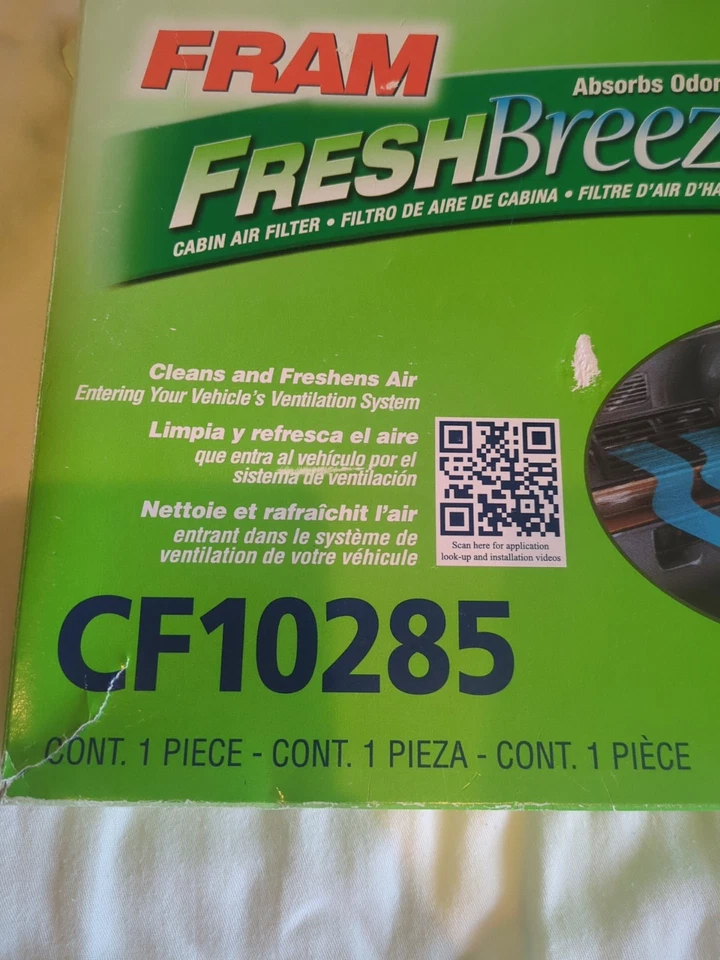 FRAM
Absorbs
FRESH
CABIN AIR FILTER • FILTRO DE AIRE DE CABINA • FILTRE D'AIR
Cleans and Freshens Air
Entering Your Vehicle's Ventilation System
Limpia y refresca el aire
que entra al vehículo por el
sistema de ventilación
Nettoie et rafraîchit l'air
entrant dans le système de
ventilation de votre véhicule
Scan here for application
look-up and installation videos
CF10285
CONT. 1 PIECE - CONT. 1 PIEZA - CONT. 1 PIÈCE